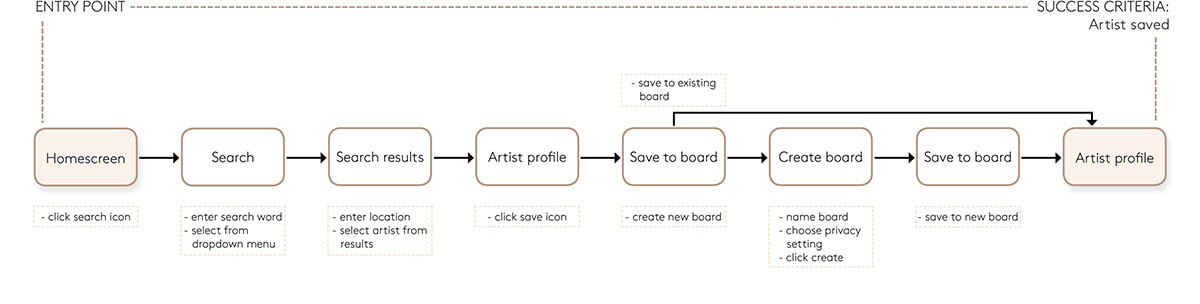 ENTRY POINT
SUCCESS CRITERIA:
Artist saved
- save to existing
board
Homescreen
Search
Search results
Artist profile
Save to board
Create board
Save to board
Artist profile
- click search icon
- enter search word
- select from
dropdown menu
- enter location
- select artist from
results
- click save icon
- create new board
- name board
- choose privacy
setting
- click create
- save to new board